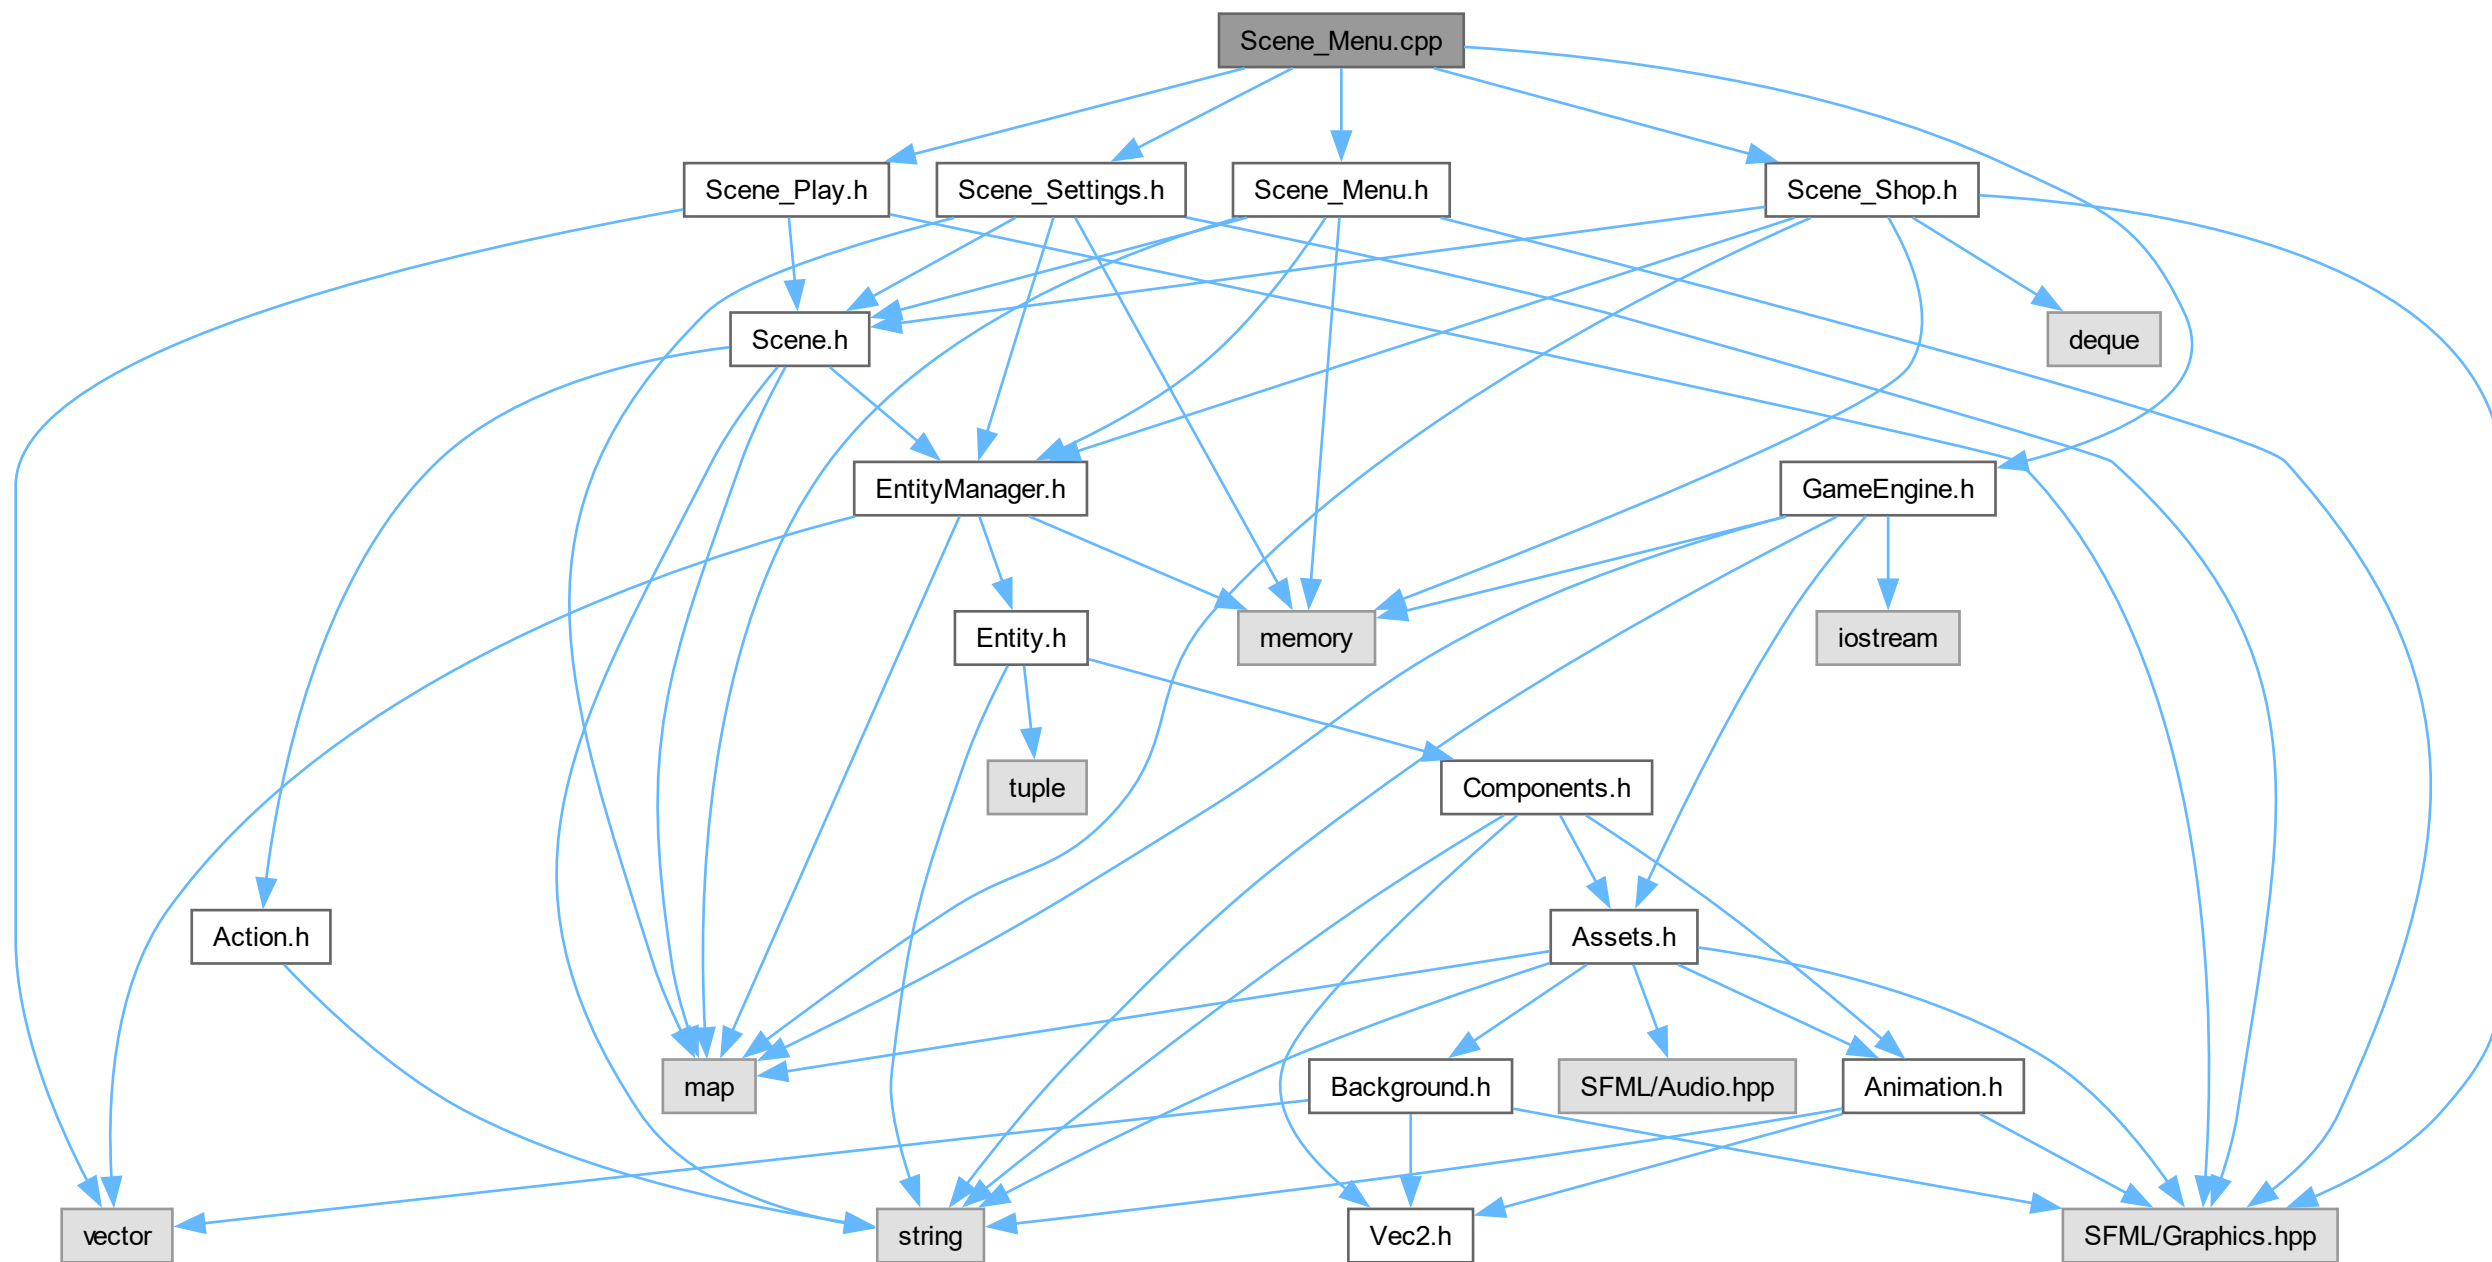 Scene_Menu.cpp
Scene_Play.h
Scene_Settings.h
Scene_Menu.h
Scene_Shop.h
Scene.h
deque
EntityManager.h
GameEngine.h
Entity.h
memory
iostream
tuple
Components.h
Action.h
Assets.h
map
Background.h
SFML/Audio.hpp
Animation.h
vector
string
Vec2.h
SFML/Graphics.hpp